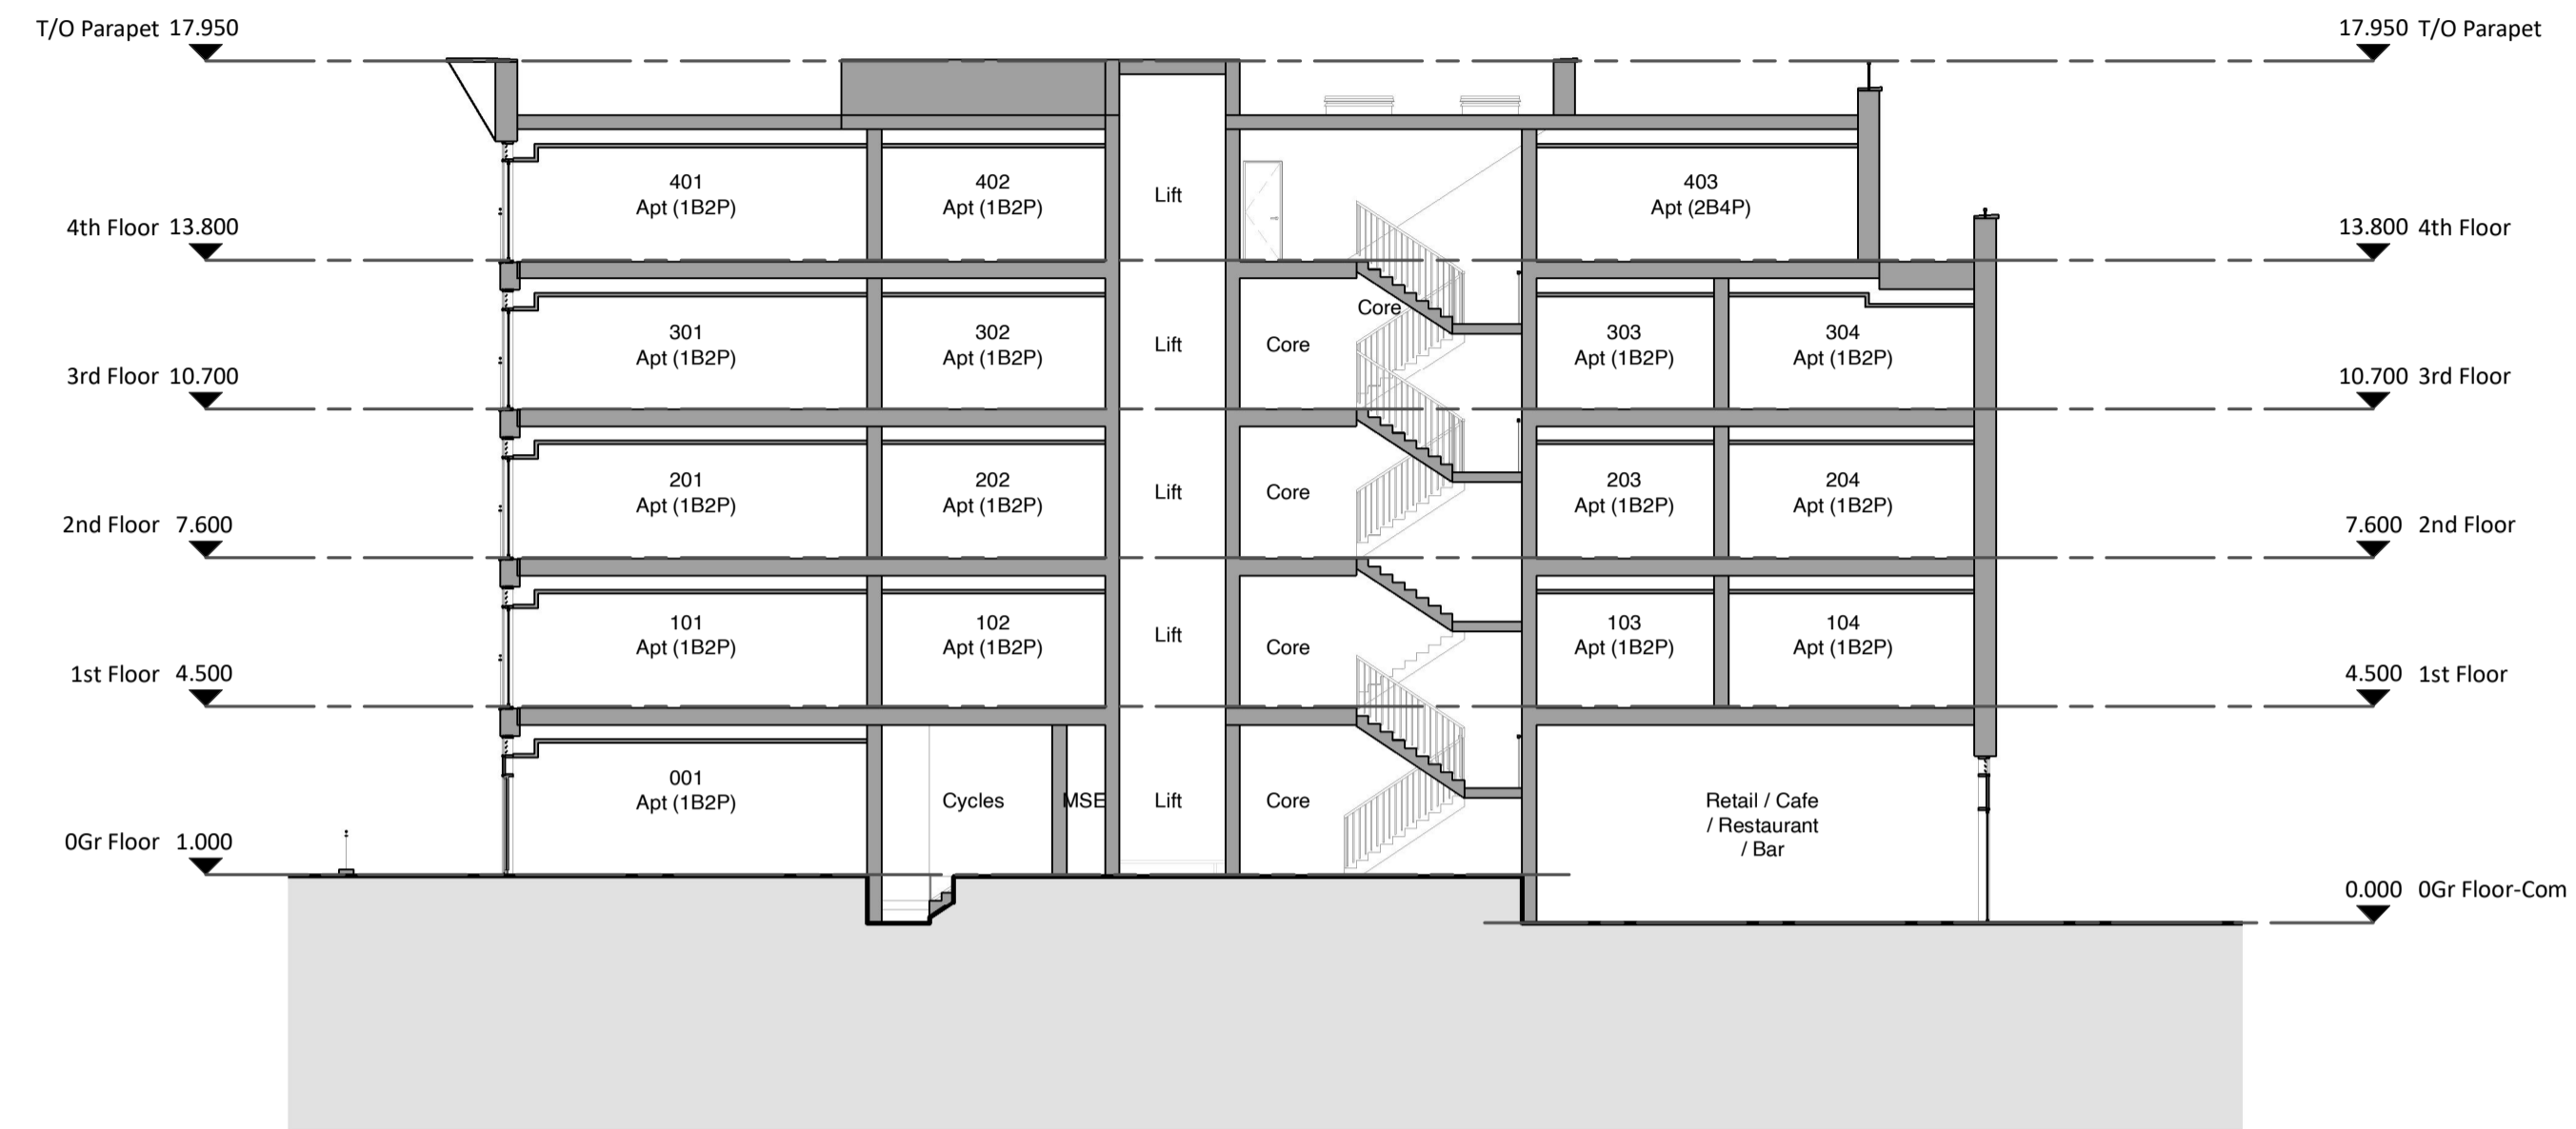 T/O Parapet 17.950
17.950 T/O Parapet
401
Apt (1B2P)
402
Apt (1B2P)
Lift
403
Apt (2B4P)
4th Floor 13.800
13.800 4th Floor
301
Apt (1B2P)
302
Apt (1B2P)
Lift
Core
Core
303
Apt (1B2P)
304
Apt (1B2P)
3rd Floor 10.700
10.700 3rd Floor
201
Apt (1B2P)
202
Apt (1B2P)
Lift
Core
203
Apt (1B2P)
204
Apt (1B2P)
2nd Floor 7.600
7.600 2nd Floor
101
Apt (1B2P)
102
Apt (1B2P)
Lift
Core
103
Apt (1B2P)
104
Apt (1B2P)
1st Floor 4.500
4.500 1st Floor
001
Apt (1B2P)
Cycles
MSE
Lift
Core
Retail / Cafe
/ Restaurant
/ Bar
0Gr Floor 1.000
0.000 0Gr Floor-Com